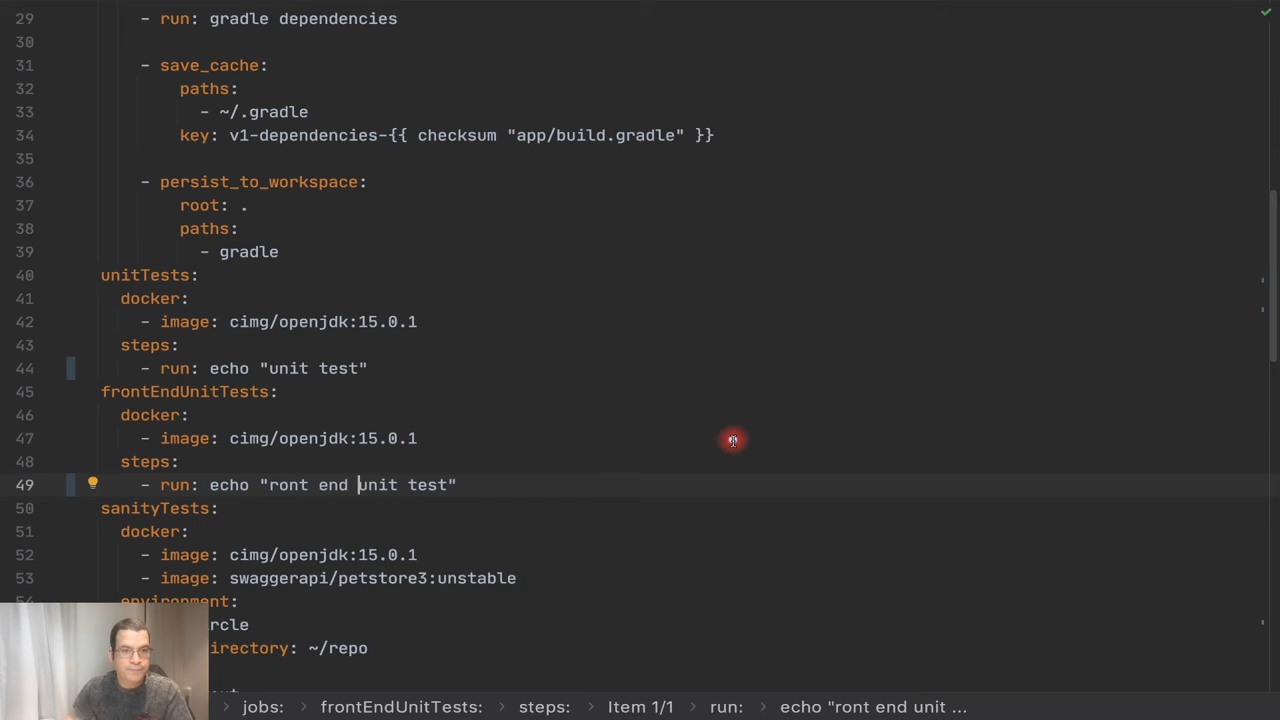 29 - run: gradle dependencies
30
31 - save_cache:
32 paths:
33 - ~/.gradle
34 key: v1-dependencies-{{ checksum "app/build.gradle" }}
35
36 - persist_to_workspace:
37 root: .
38 paths:
39 - gradle
40 unitTests:
41 docker:
42 - image: cimg/openjdk:15.0.1
43 steps:
44 - run: echo "unit test"
45 frontEndUnitTests:
46 docker:
47 - image: cimg/openjdk:15.0.1
48 steps:
49 - run: echo "ront end unit test"
50 sanityTests:
51 docker:
52 - image: cimg/openjdk:15.0.1
53 - image: swaggerapi/petstore3:unstable
environment:
rcle
irectory: ~/repo
jobs: > frontEndUnitTests: > steps: > Item 1/1 > run: > echo "ront end unit ...